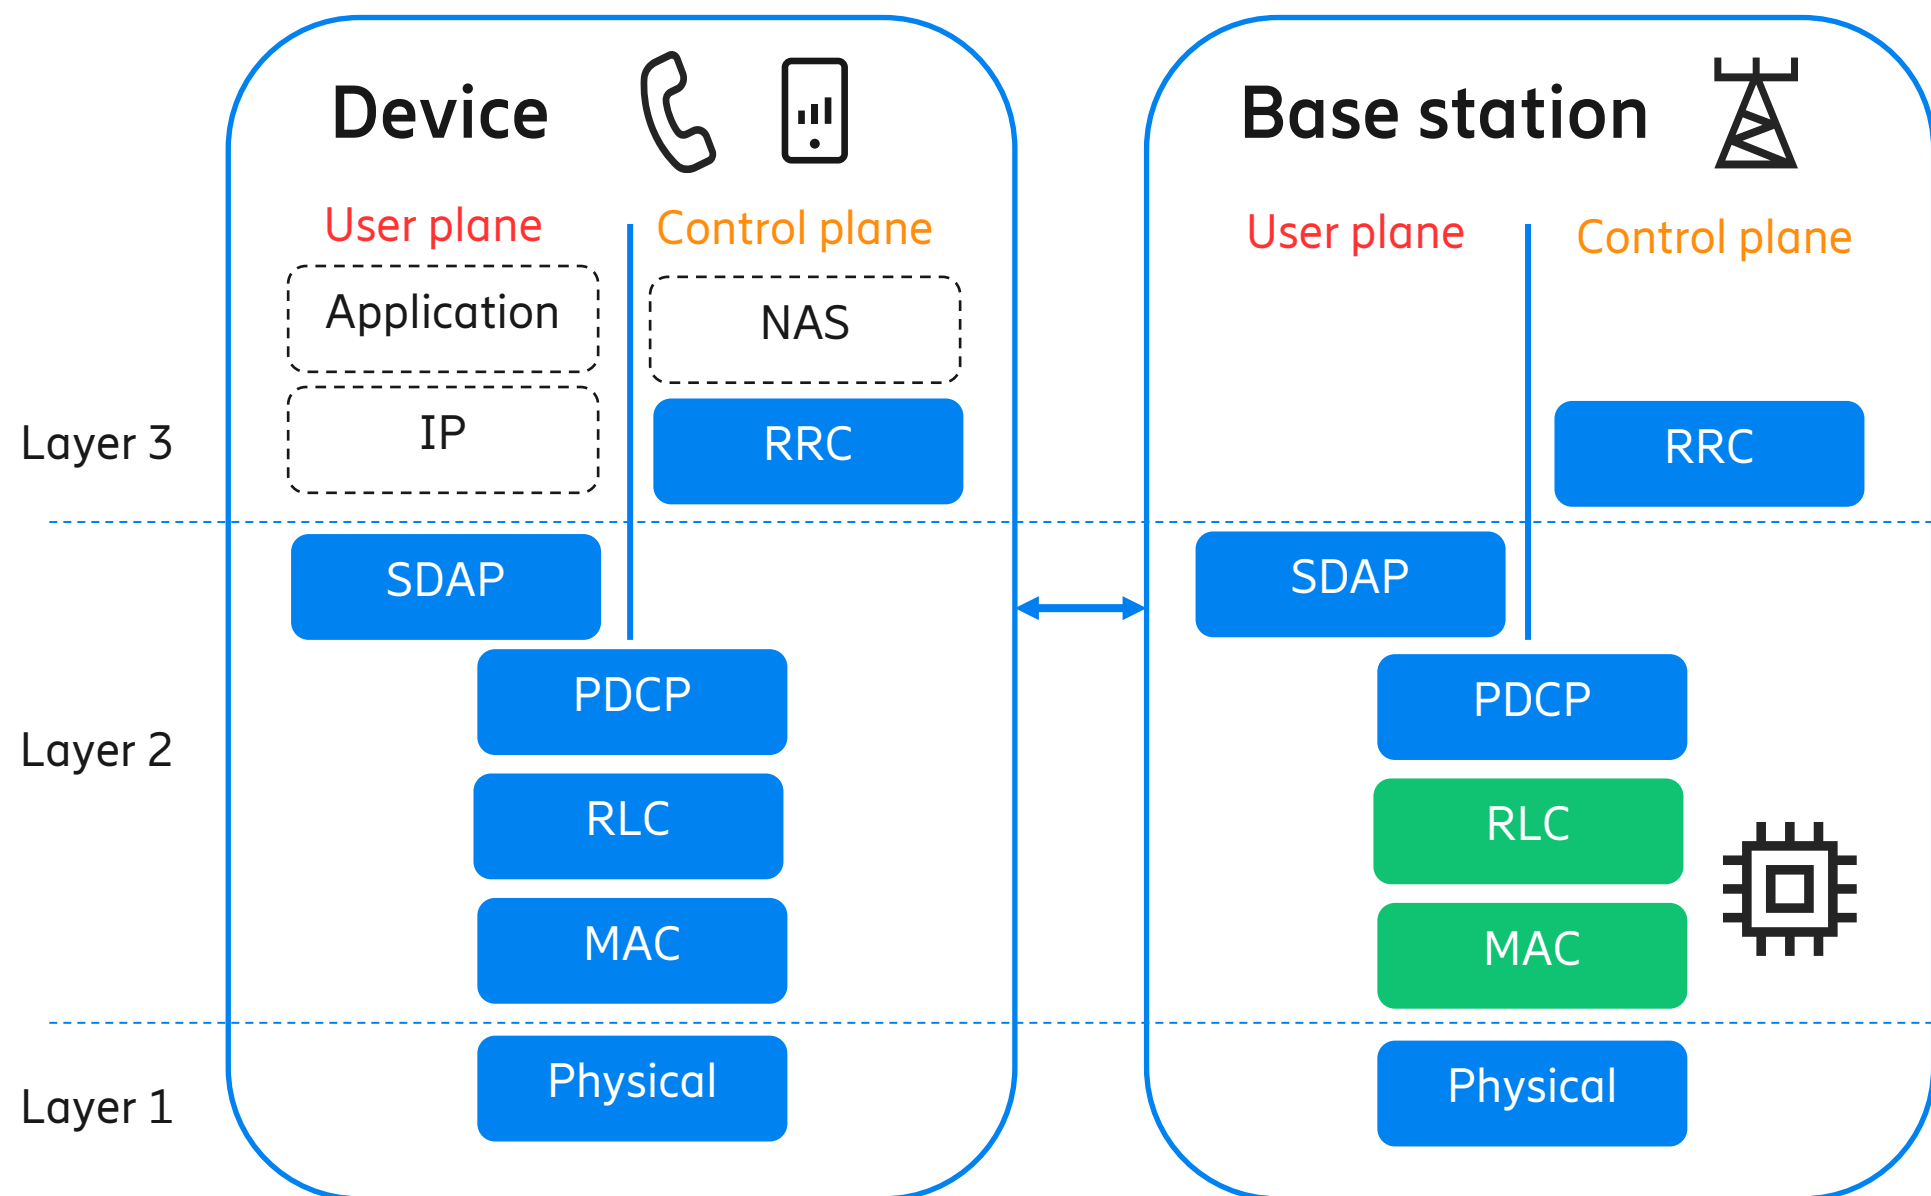 Device
Base station
User plane
Control plane
User plane
Control plane
Application
NAS
Layer 3
IP
RRC
RRC
SDAP
SDAP
Layer 2
PDCP
PDCP
RLC
RLC
MAC
MAC
Layer 1
Physical
Physical